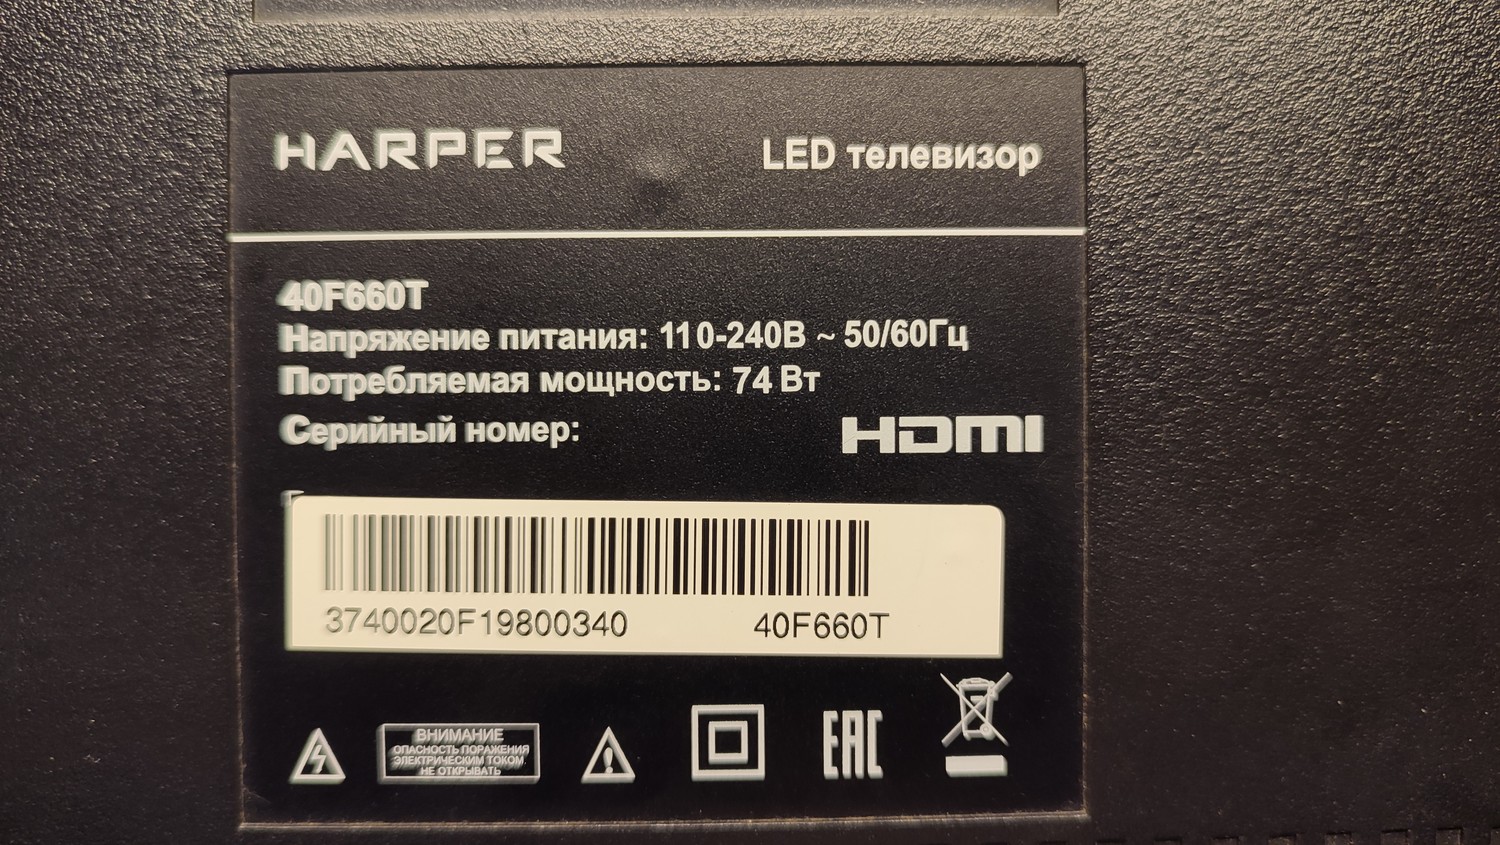 HARPER
LED телевизор
40F660T
Напряжение питания: 110-240В ~ 50/60Гц
Потребляемая мощность: 74 Вт
Серийный номер:
HDMI
3740020F19800340 40F660T
ВНИМАНИЕ
ОПАСНОСТЬ ПОРАЖЕНИЯ
ЭЛЕКТРИЧЕСКИМ ТОКОМ.
НЕ ОТКРЫВАТЬ
EAC